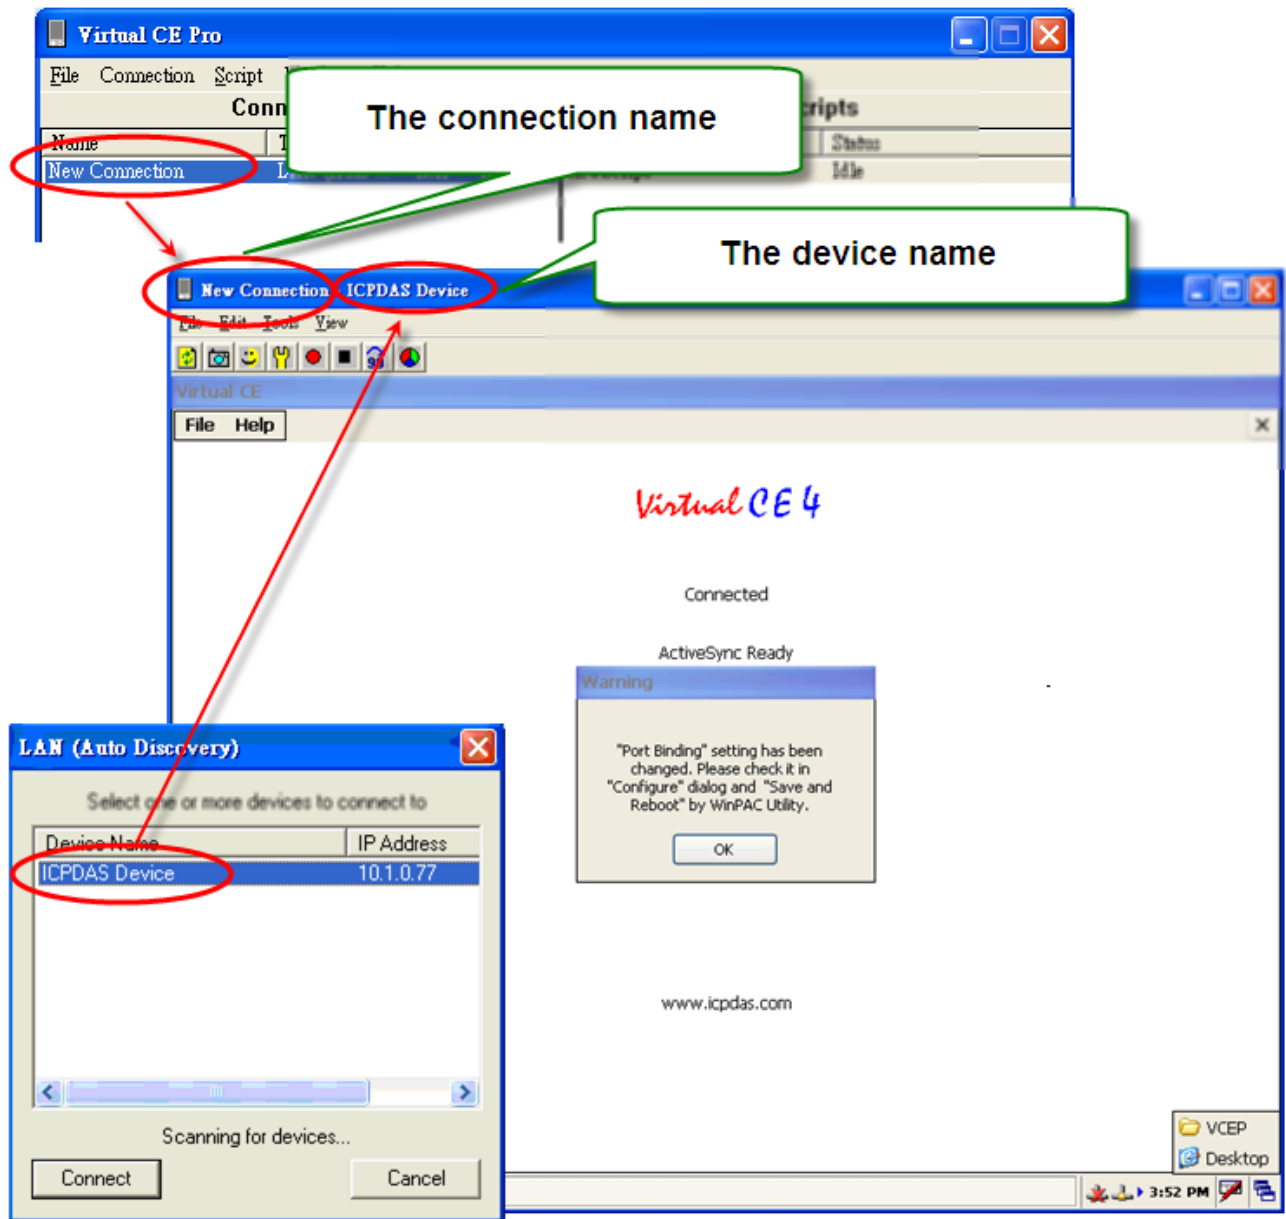 Virtual CE Pro
File Connection Script
The connection name
Name
Status
New Connection
Idle
The device name
New Connection - ICPDAS Device
File Edit Tools View
Virtual CE
File Help
Virtual CE 4
Connected
ActiveSync Ready
Warning
"Port Binding" setting has been
changed. Please check it in
"Configure" dialog and "Save and
Reboot" by WinPAC Utility.
OK
www.icpdas.com
LAN (Auto Discovery)
Select one or more devices to connect to
Device Name IP Address
ICPDAS Device 10.1.0.77
Scanning for devices...
Connect Cancel
VCEP
Desktop
3:52 PM